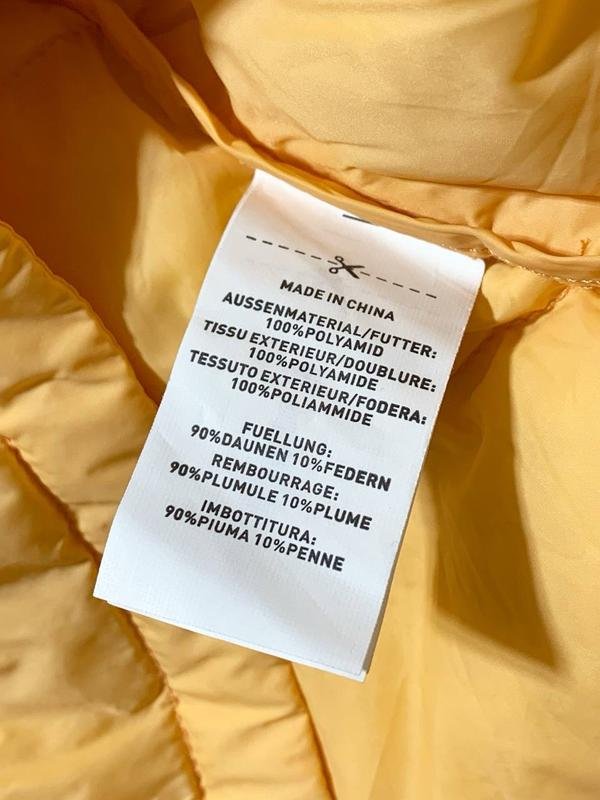 MADE IN CHINA
AUSSENMATERIAL/FUTTER:
100%POLYAMID
TISSU EXTERIEUR/DOUBLURE:
100%POLYAMIDE
TESSUTO EXTERIEUR/FODERA:
100%POLIAMMIDE
FUELLUNG:
90%DAUNEN 10%FEDERN
REMBOURRAGE:
90%PLUMULE 10%PLUME
IMBOTTITURA:
90%PIUMA 10%PENNE